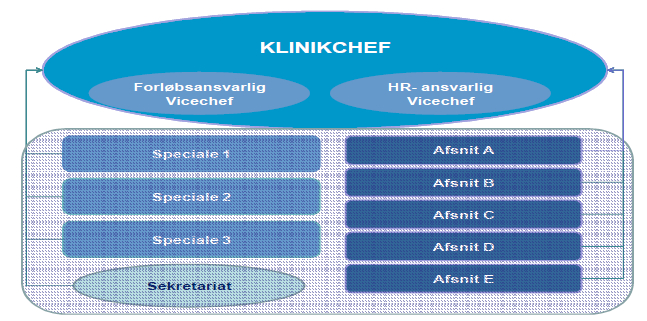 KLINIKCHEF
Forløbsansvarlig
Vicechef
HR- ansvarlig
Vicechef
Speciale 1
Speciale 2
Speciale 3
Sekretariat
Afsnit A
Afsnit B
Afsnit C
Afsnit D
Afsnit E